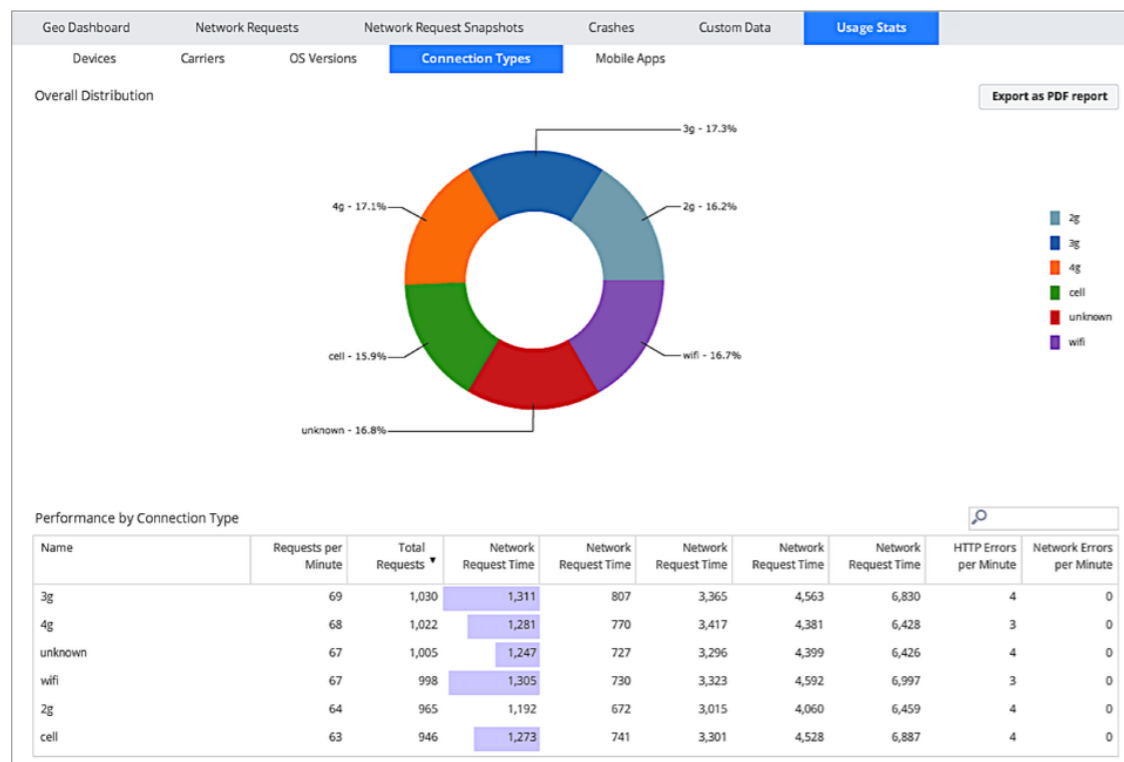 Geo Dashboard Network Requests Network Request Snapshots Crashes Custom Data Usage Stats
Devices Carriers OS Versions Connection Types Mobile Apps
Overall Distribution
Export as PDF report
3g - 17.3%
4g - 17.1%
2g - 16.2%
cell - 15.9%
wifi - 16.7%
unknown - 16.8%
2g
3g
4g
cell
unknown
wifi
Performance by Connection Type
Name Requests per Minute Total Requests ▼ Network Request Time Network Request Time Network Request Time Network Request Time Network Request Time HTTP Errors per Minute Network Errors per Minute
3g 69 1,030 1,311 807 3,365 4,563 6,830 4 0
4g 68 1,022 1,281 770 3,417 4,381 6,428 3 0
unknown 67 1,005 1,247 727 3,296 4,399 6,426 4 0
wifi 67 998 1,305 730 3,323 4,592 6,997 3 0
2g 64 965 1,192 672 3,015 4,060 6,459 4 0
cell 63 946 1,273 741 3,301 4,528 6,887 4 0